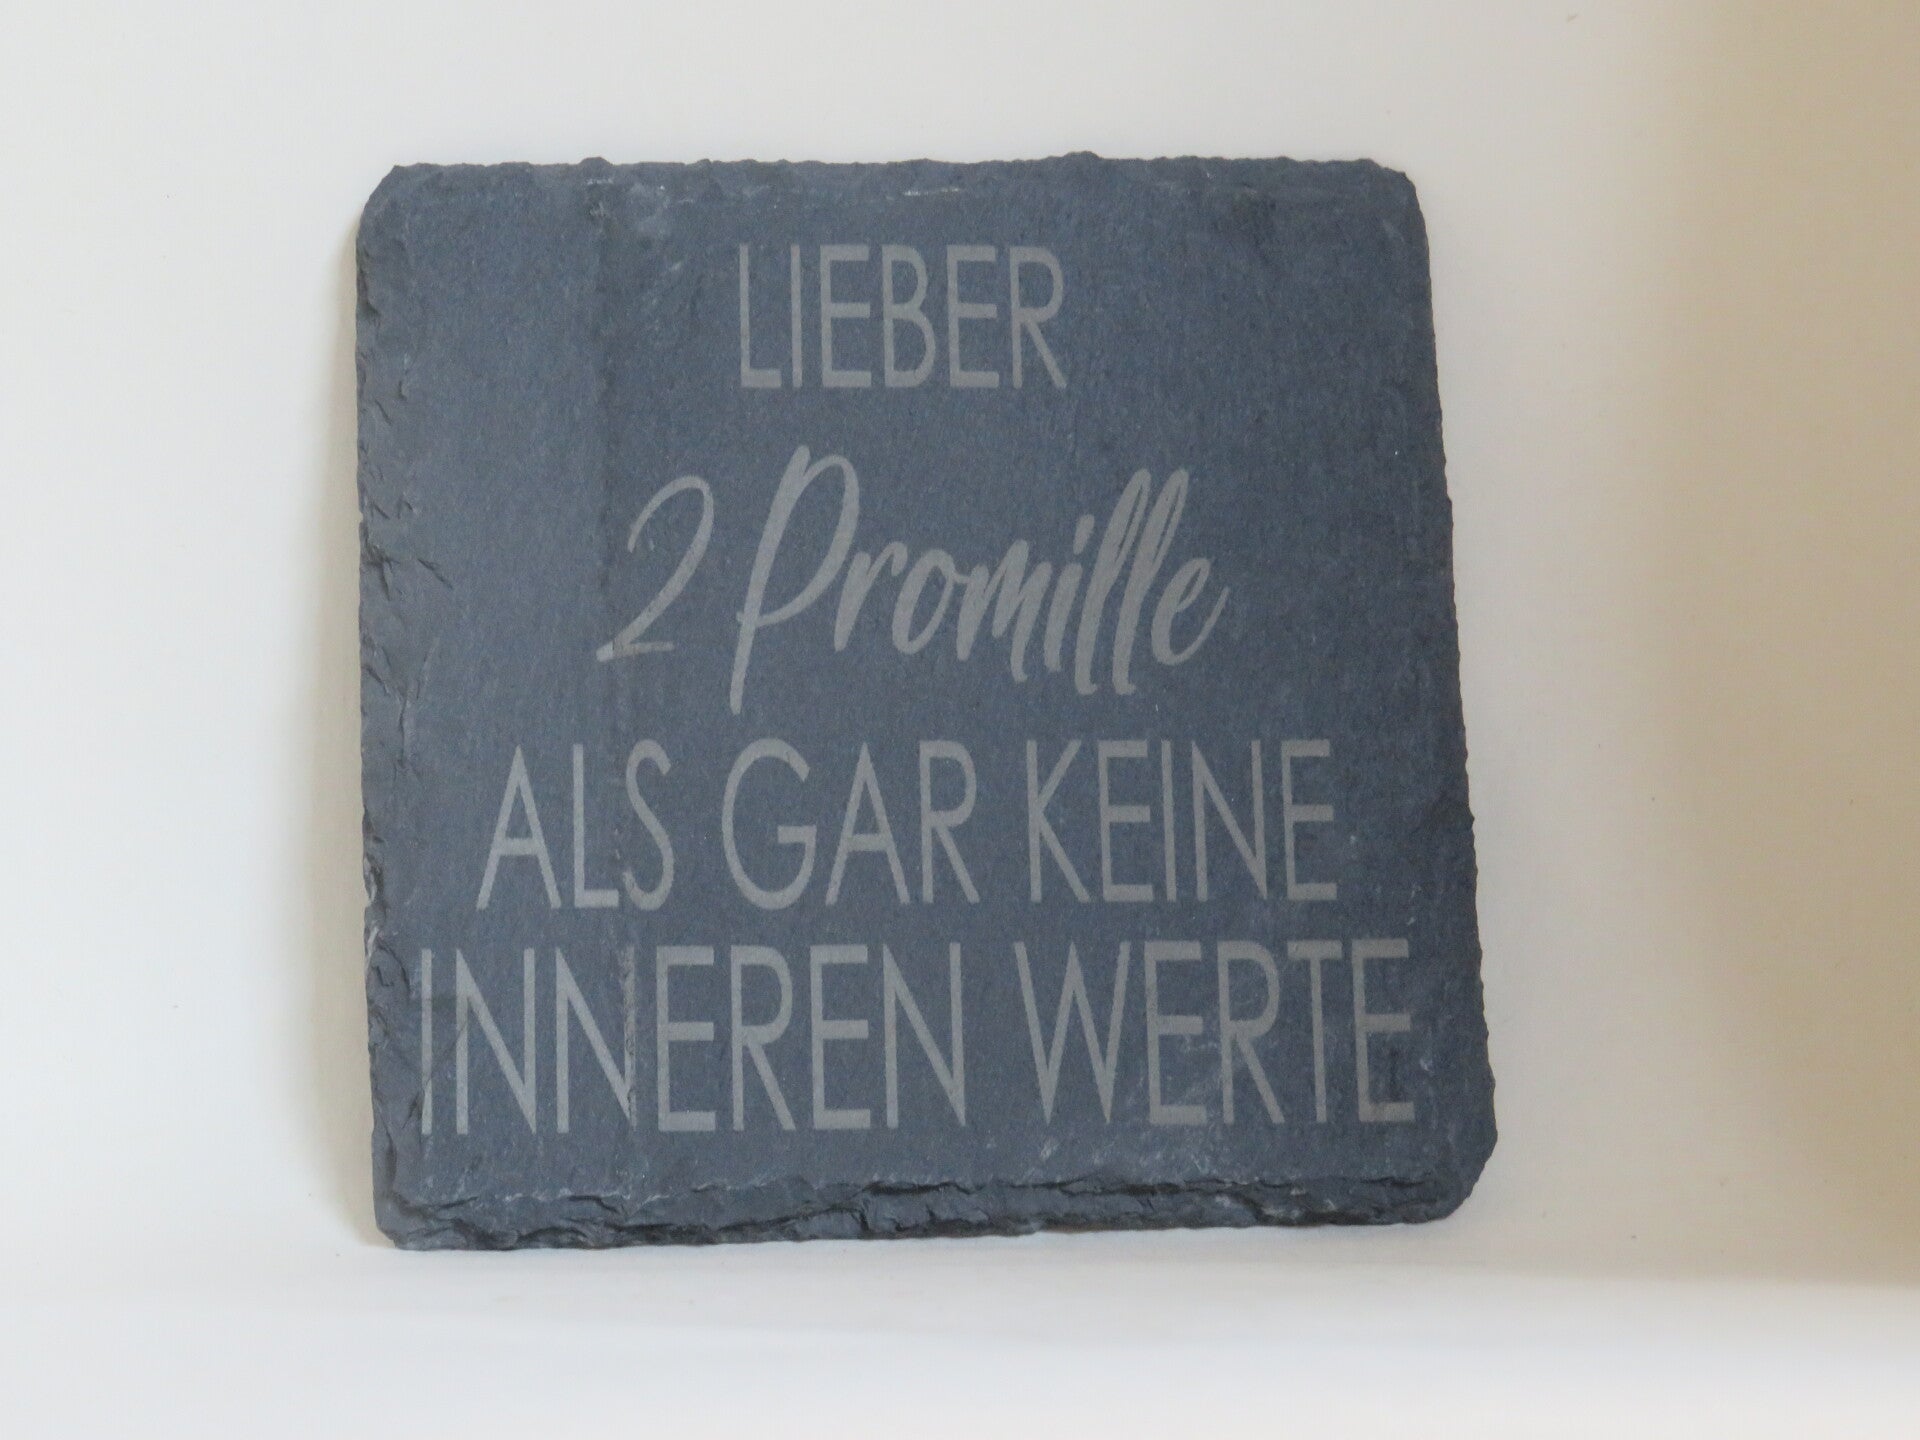 LIEBER
2 Promille
ALS GAR KEINE
INNEREN WERTE